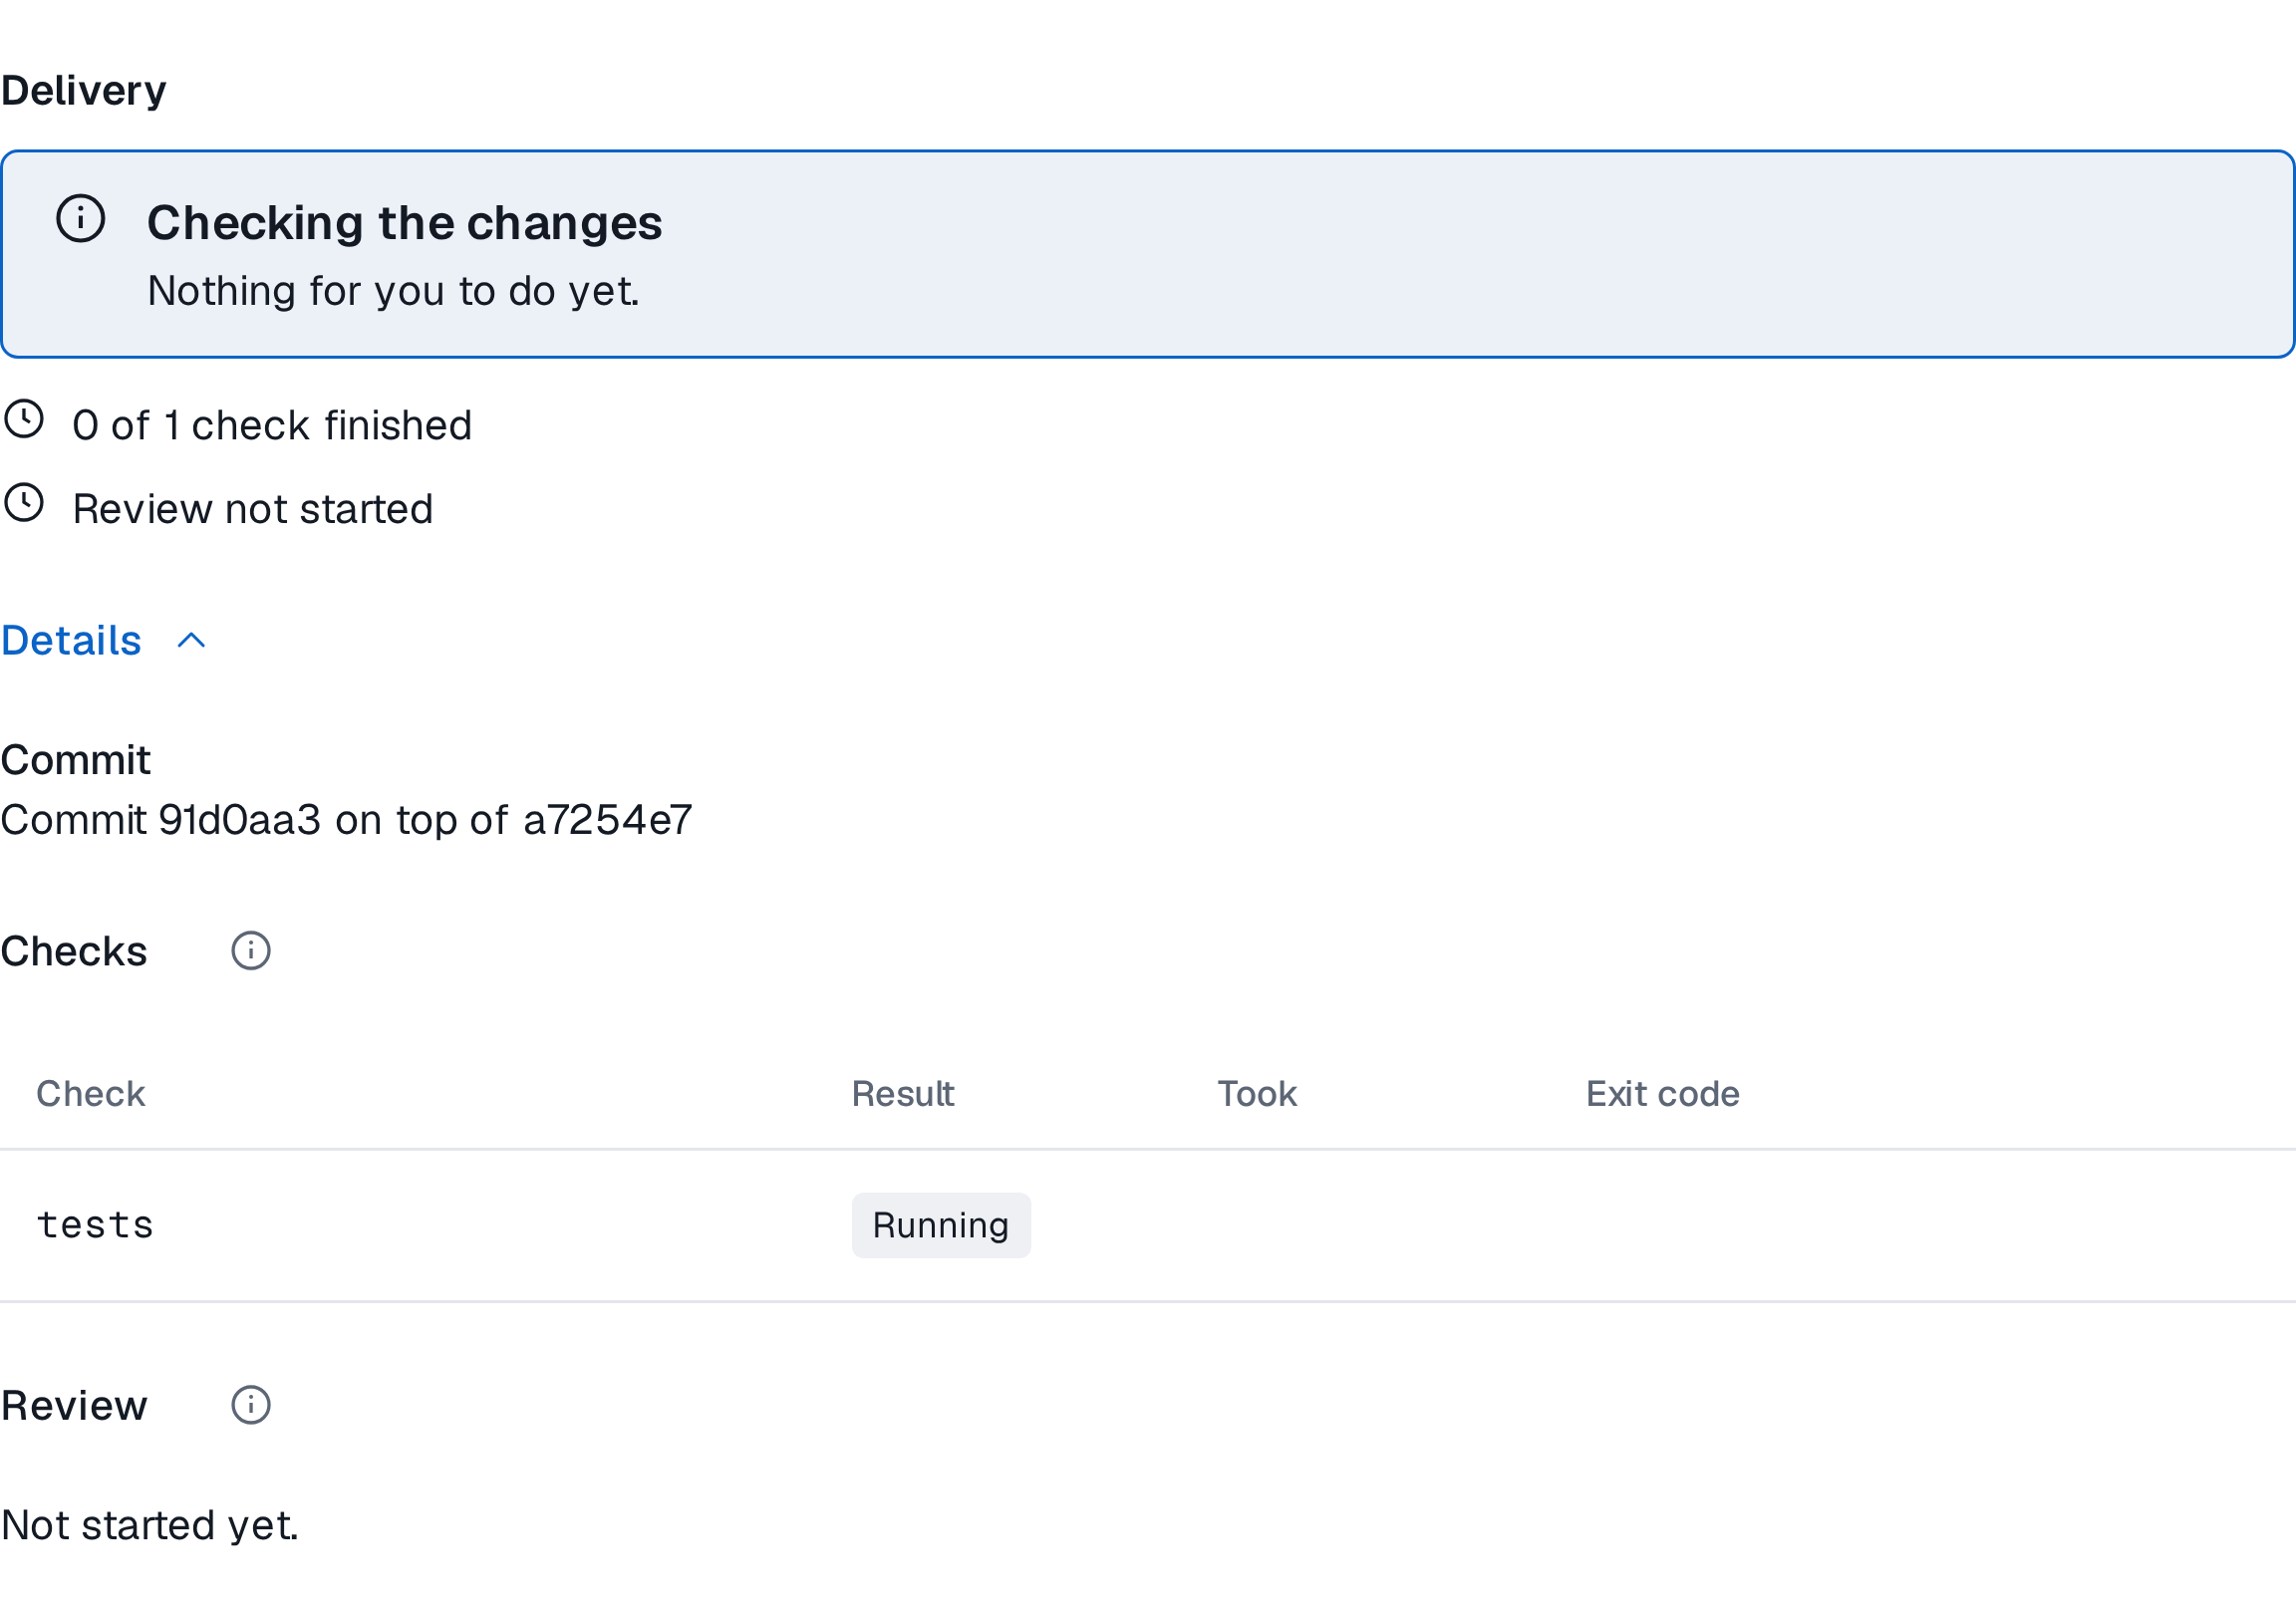 Delivery
Checking the changes
Nothing for you to do yet.
0 of 1 check finished
Review not started
Details
Commit
Commit 91d0aa3 on top of a7254e7
Checks
Check Result Took Exit code
tests Running
Review
Not started yet.